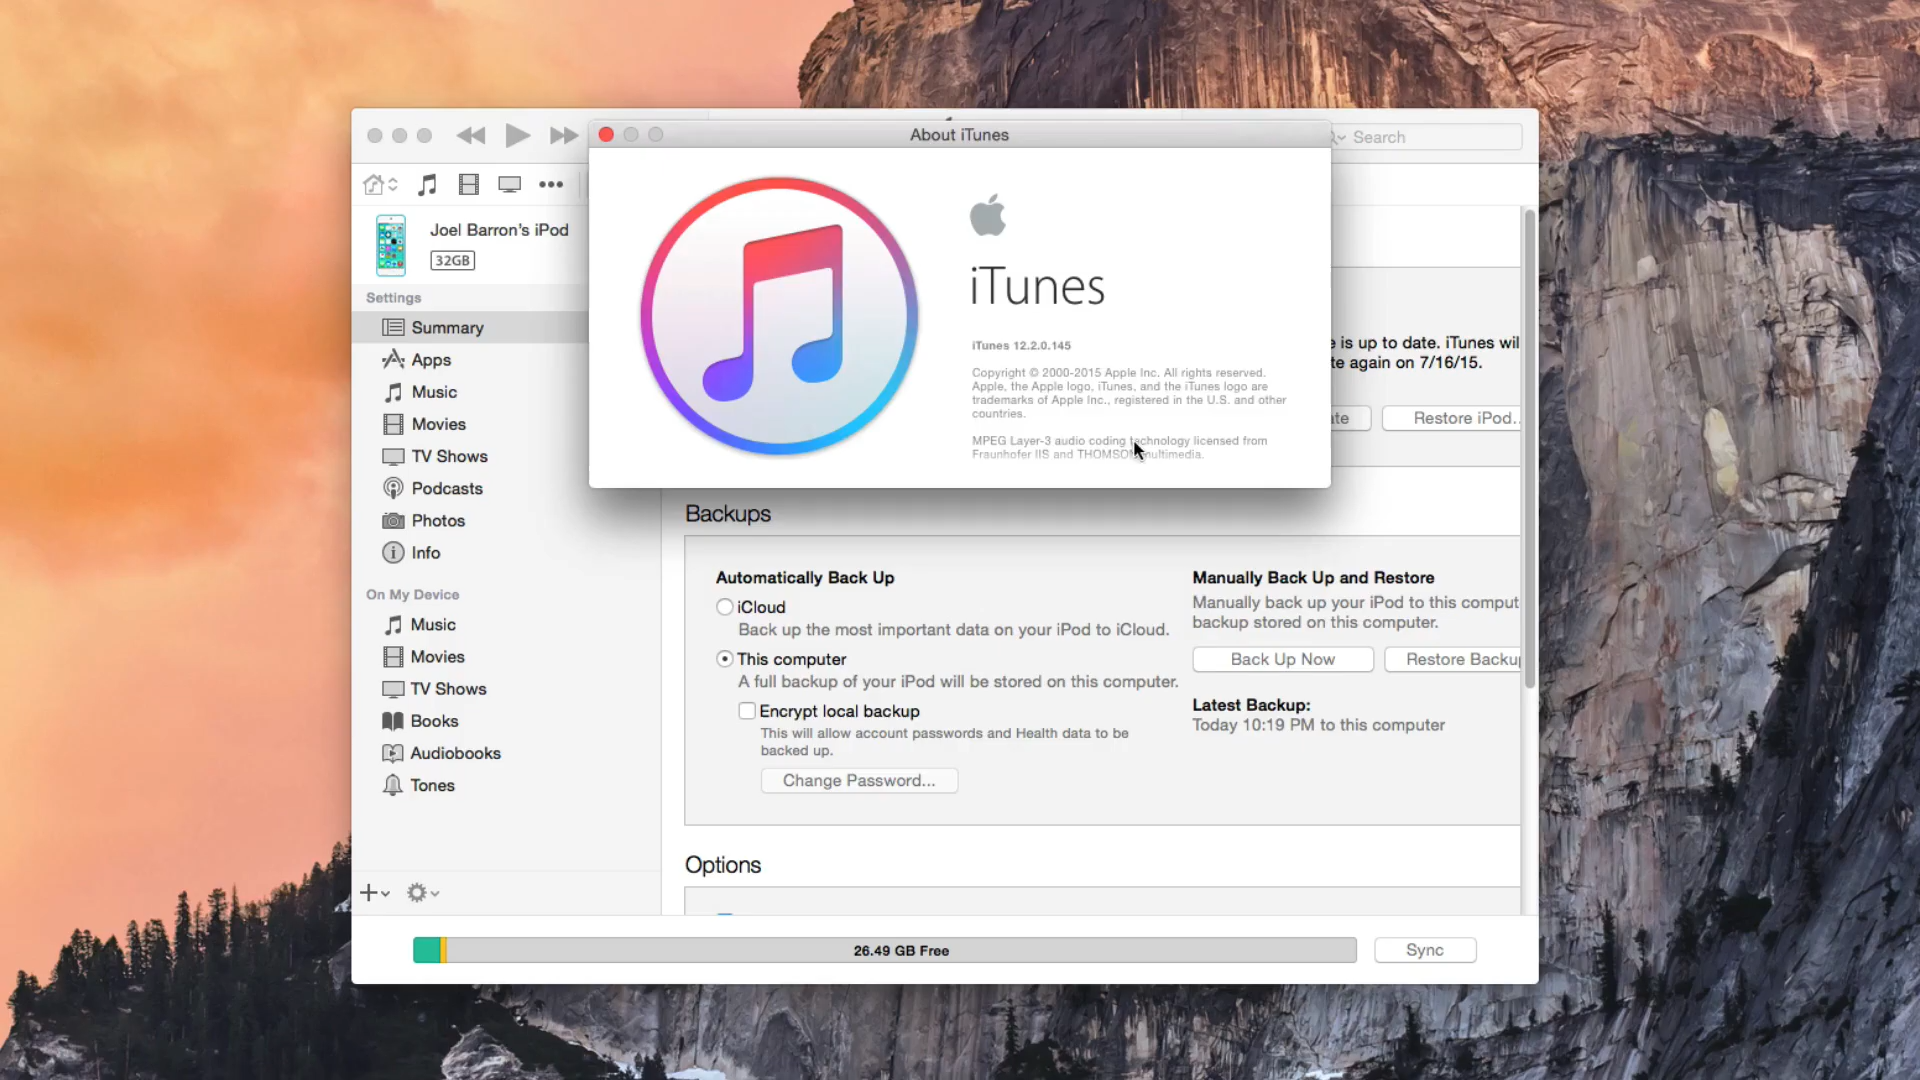 About iTunes
Search
Joel Barron's iPod
32GB
Settings
Summary
Apps
Music
Movies
TV Shows
Podcasts
Photos
Info
On My Device
Music
Movies
TV Shows
Books
Audiobooks
Tones
iTunes
iTunes 12.2.0.145
Copyright © 2000-2015 Apple Inc. All rights reserved.
Apple, the Apple logo, iTunes, and the iTunes logo are
trademarks of Apple Inc., registered in the U.S. and other
countries.
MPEG Layer-3 audio coding technology licensed from
Fraunhofer IIS and THOMSON multimedia.
is up to date. iTunes wil
te again on 7/16/15.
Restore iPod..
Backups
Automatically Back Up
iCloud
Back up the most important data on your iPod to iCloud.
This computer
A full backup of your iPod will be stored on this computer.
Encrypt local backup
This will allow account passwords and Health data to be
backed up.
Change Password...
Manually Back Up and Restore
Manually back up your iPod to this comput
backup stored on this computer.
Back Up Now
Restore Backup
Latest Backup:
Today 10:19 PM to this computer
Options
26.49 GB Free
Sync